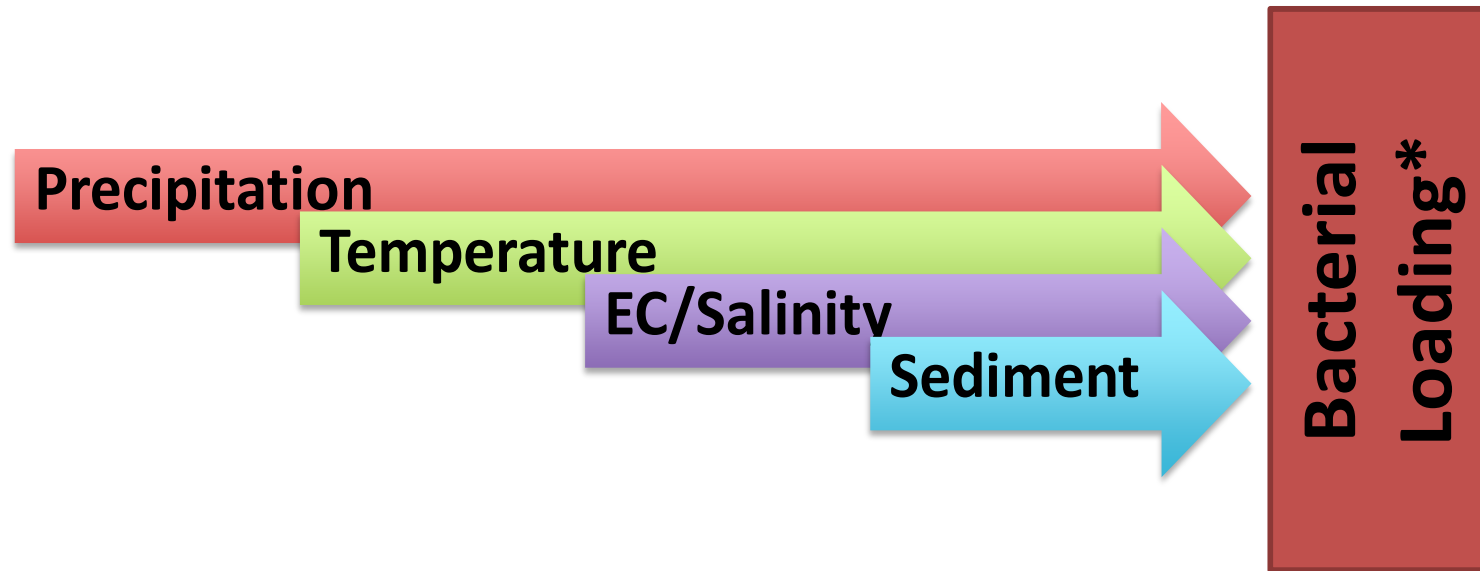 Precipitation
Temperature
EC/Salinity
Sediment
Bacterial
Loading*